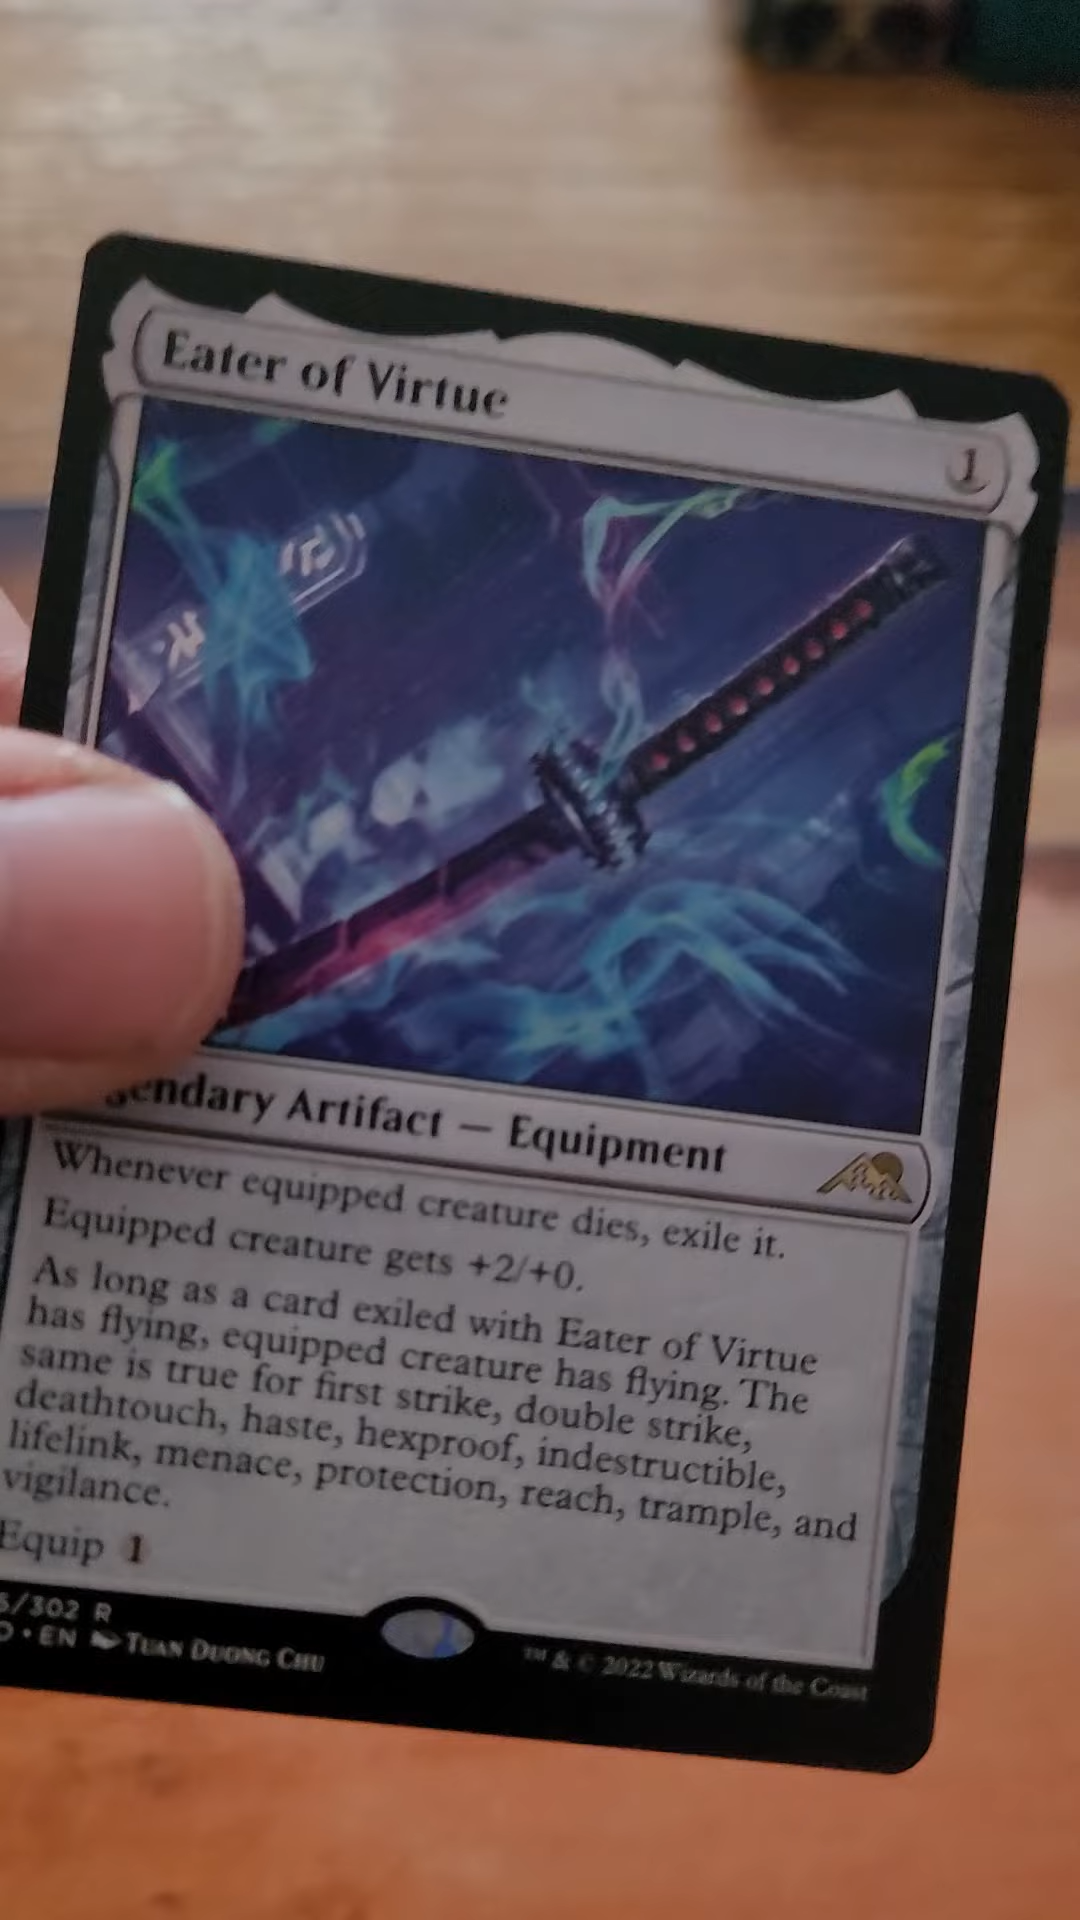 Eater of Virtue
1
gendary Artifact — Equipment
Whenever equipped creature dies, exile it.
Equipped creature gets +2/+0.
As long as a card exiled with Eater of Virtue
has flying, equipped creature has flying. The
same is true for first strike, double strike,
deathtouch, haste, hexproof, indestructible,
lifelink, menace, protection, reach, trample, and
vigilance.
Equip 1
/302 R
• EN TUAN DUONG CHU
™ & © 2022 Wizards of the Coast